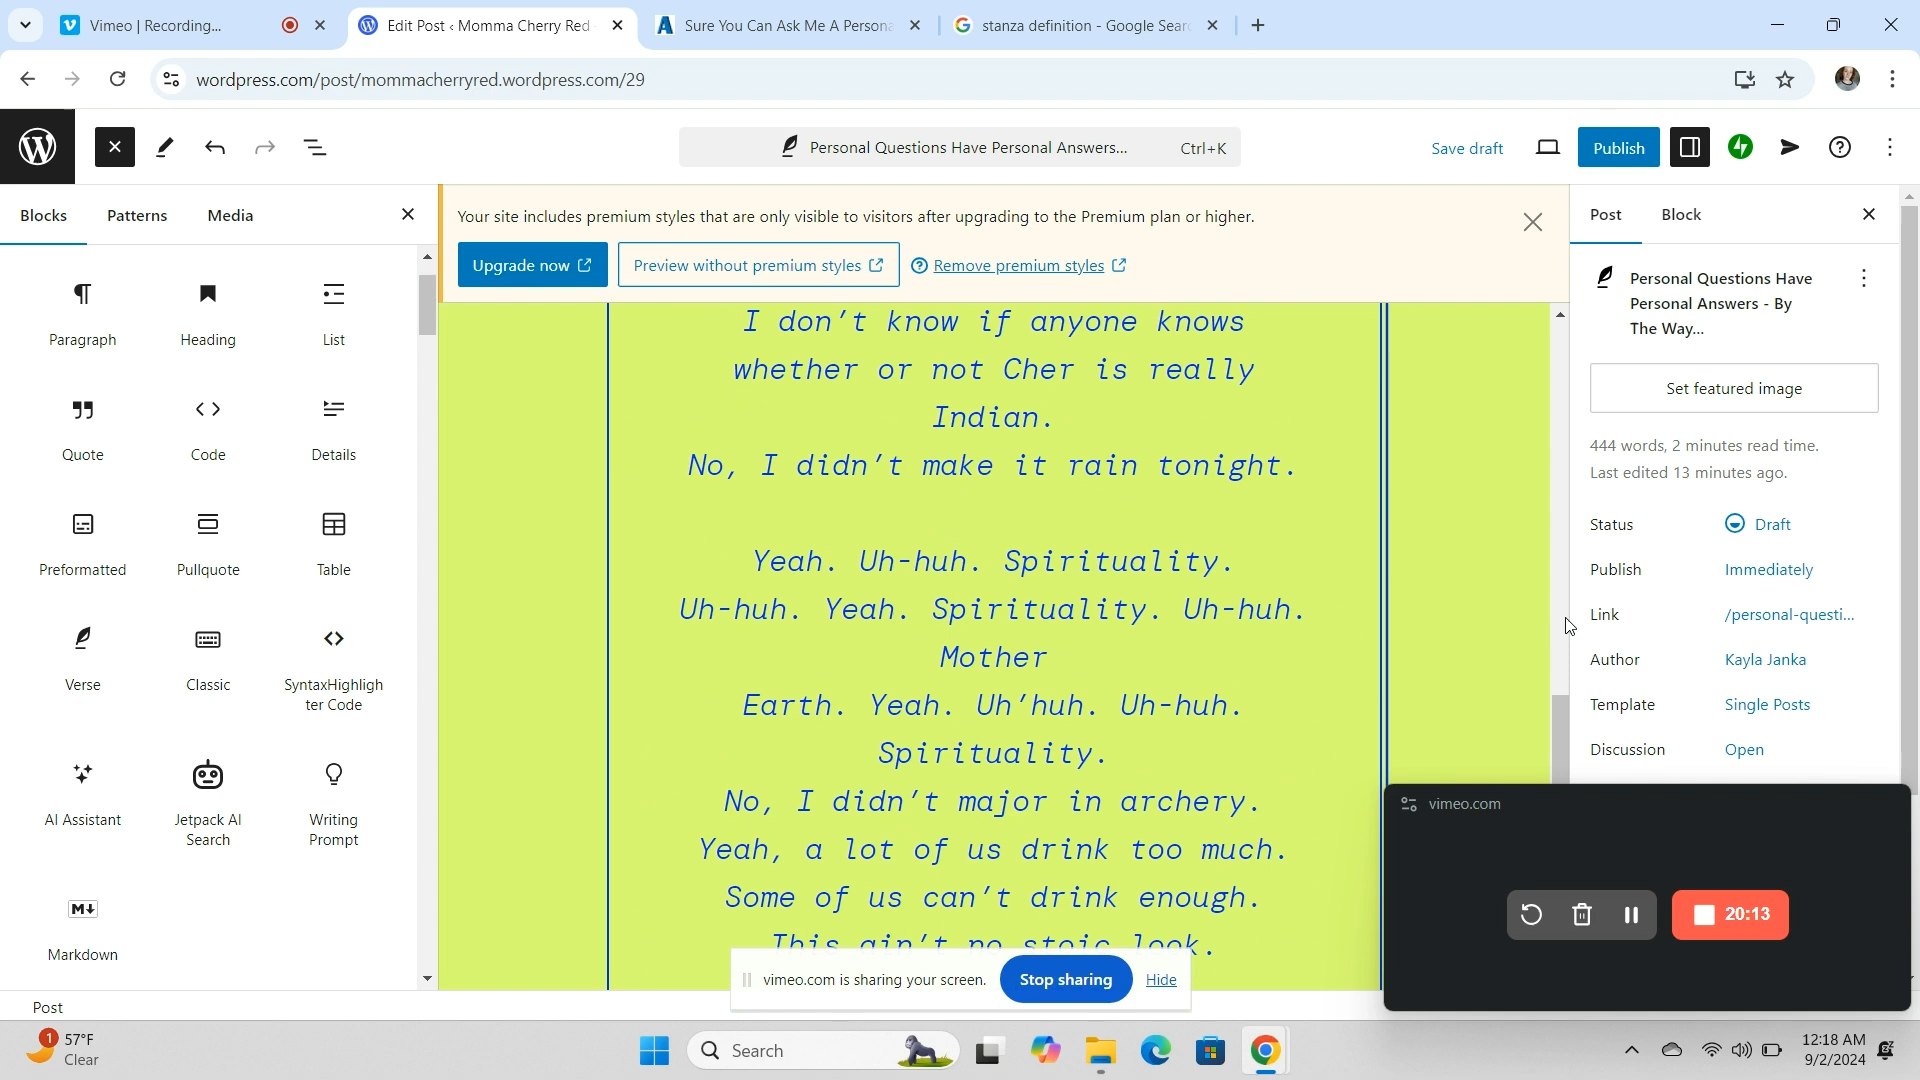 Vimeo | Recording...
Edit Post ‹ Momma Cherry Red
Sure You Can Ask Me A Persona
stanza definition - Google Sear
wordpress.com/post/mommacherryred.wordpress.com/29
Personal Questions Have Personal Answers... Ctrl+K
Save draft
Publish
Blocks Patterns Media
Your site includes premium styles that are only visible to visitors after upgrading to the Premium plan or higher.
Upgrade now Preview without premium styles Remove premium styles
Paragraph Heading List
Quote Code Details
Preformatted Pullquote Table
Verse Classic SyntaxHighligh
ter Code
AI Assistant Jetpack AI Writing
Search Prompt
M
Markdown
I don't know if anyone knows
whether or not Cher is really
Indian.
No, I didn't make it rain tonight.
Yeah. Uh-huh. Spirituality.
Uh-huh. Yeah. Spirituality. Uh-huh.
Mother
Earth. Yeah. Uh'huh. Uh-huh.
Spirituality.
No, I didn't major in archery.
Yeah, a lot of us drink too much.
Some of us can't drink enough.
This ain't no stoic look.
Post Block
Personal Questions Have
Personal Answers - By
The Way...
Set featured image
444 words, 2 minutes read time.
Last edited 13 minutes ago.
Status Draft
Publish Immediately
Link /personal-questi...
Author Kayla Janka
Template Single Posts
Discussion Open
vimeo.com
20:13
vimeo.com is sharing your screen. Stop sharing Hide
Post
1
57°F
Clear
Search
12:18 AM
9/2/2024